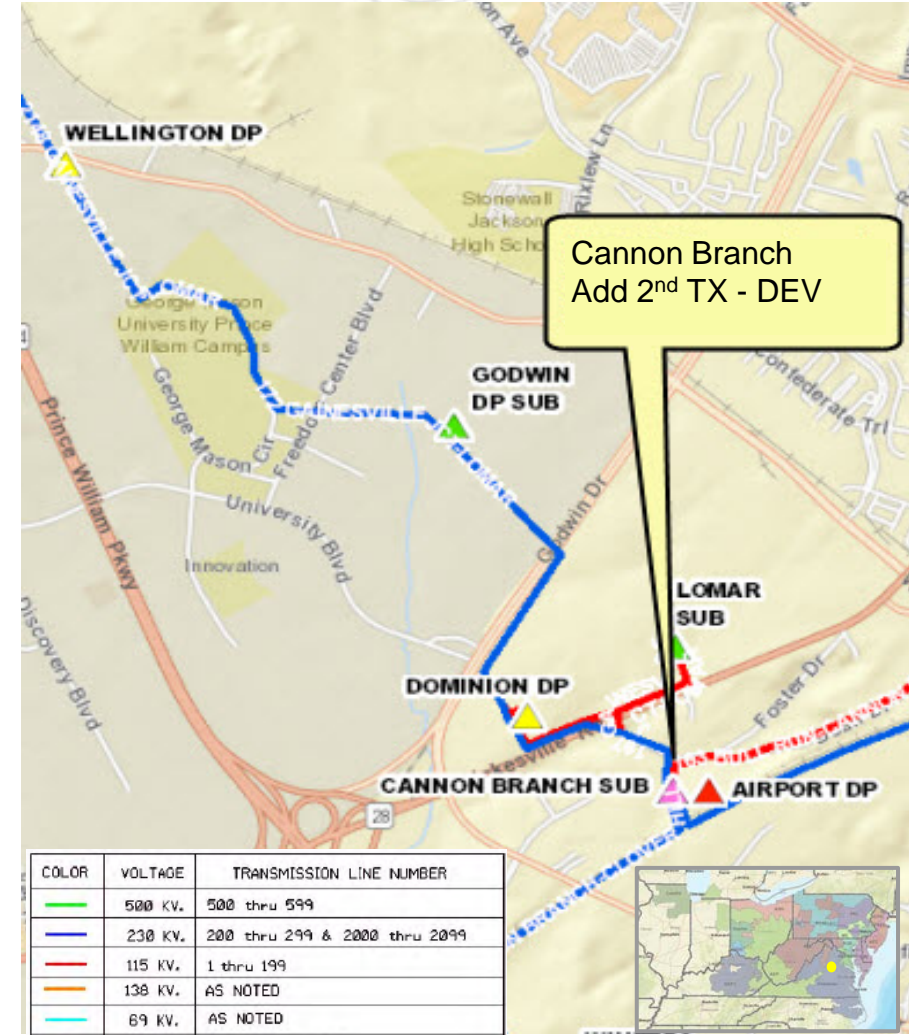 on Ave
WELLINGTON DP
Rixlew Ln
Stonewall
Jackson
High Scho
Cannon Branch
Add 2nd TX - DEV
George Mason
University Prince
William Campus
Freedom Center Blvd
GODWIN
DP SUB
Confederate Trl
GAINESVILLE
LOMAR
George Mason Cir
Prince William Pkwy
University Blvd
Godwin Dr
Innovation
Discovery Blvd
LOMAR
SUB
DOMINION DP
Foster Dr
CANNON BRANCH SUB
AIRPORT DP
28
COLOR VOLTAGE TRANSMISSION LINE NUMBER
500 KV. 500 thru 599
230 KV. 200 thru 299 & 2000 thru 2099
115 KV. 1 thru 199
138 KV. AS NOTED
69 KV. AS NOTED